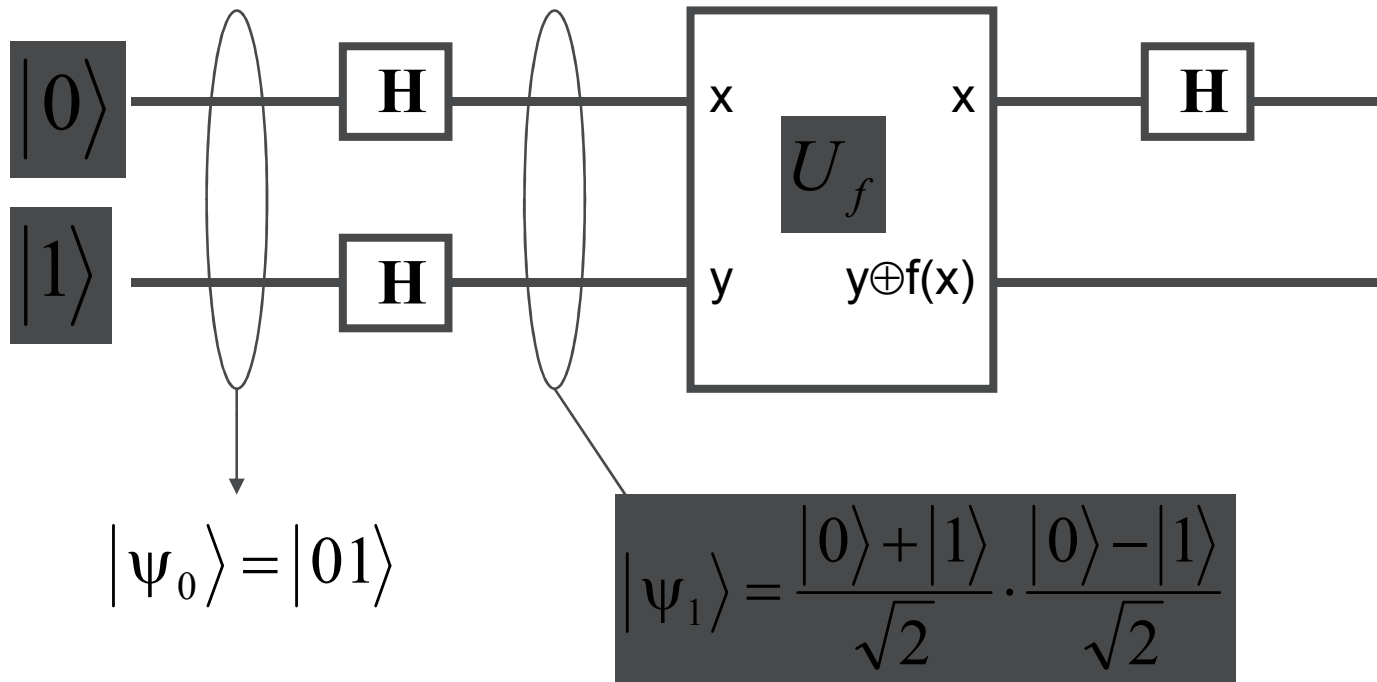 |0⟩
H
x
x
H
U_f
|1⟩
H
y
y⊕f(x)
|ψ₀⟩ = |01⟩
|ψ₁⟩ = (|0⟩+|1⟩)/√2 · (|0⟩−|1⟩)/√2